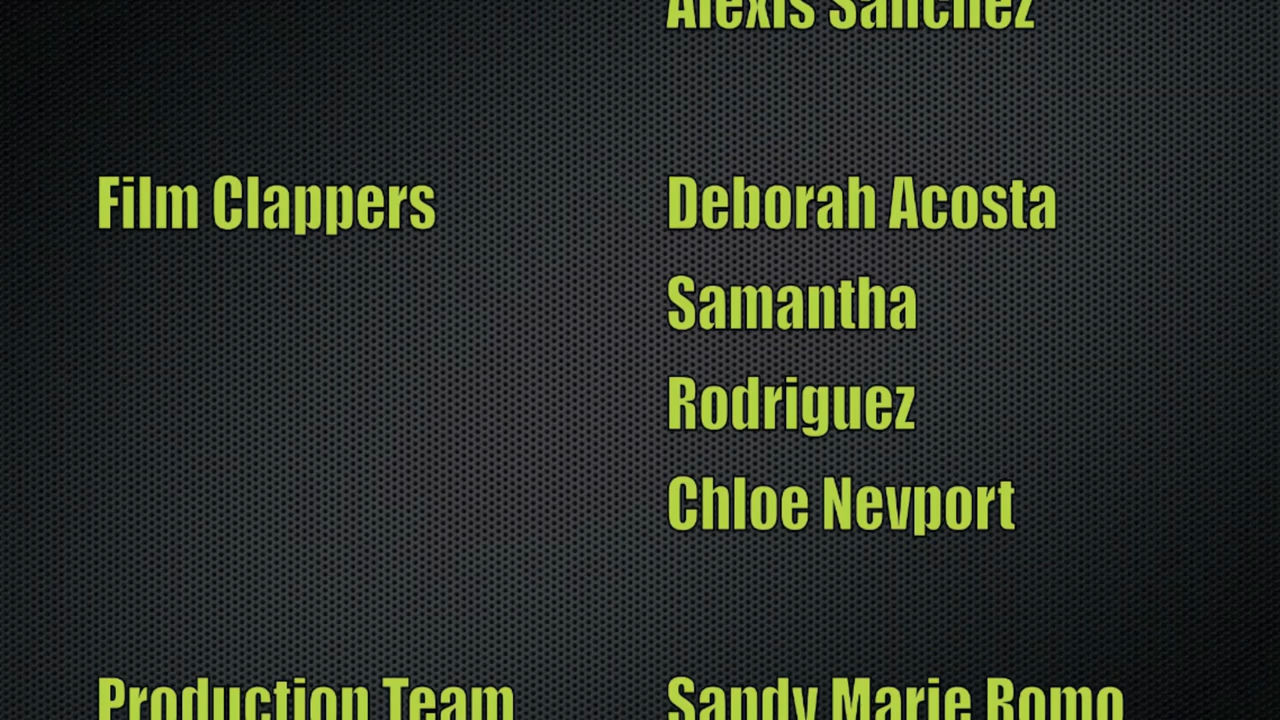 Alexis Sanchez
Film Clappers Deborah Acosta
Samantha
Rodriguez
Chloe Nevport
Production Team Sandy Marie Romo